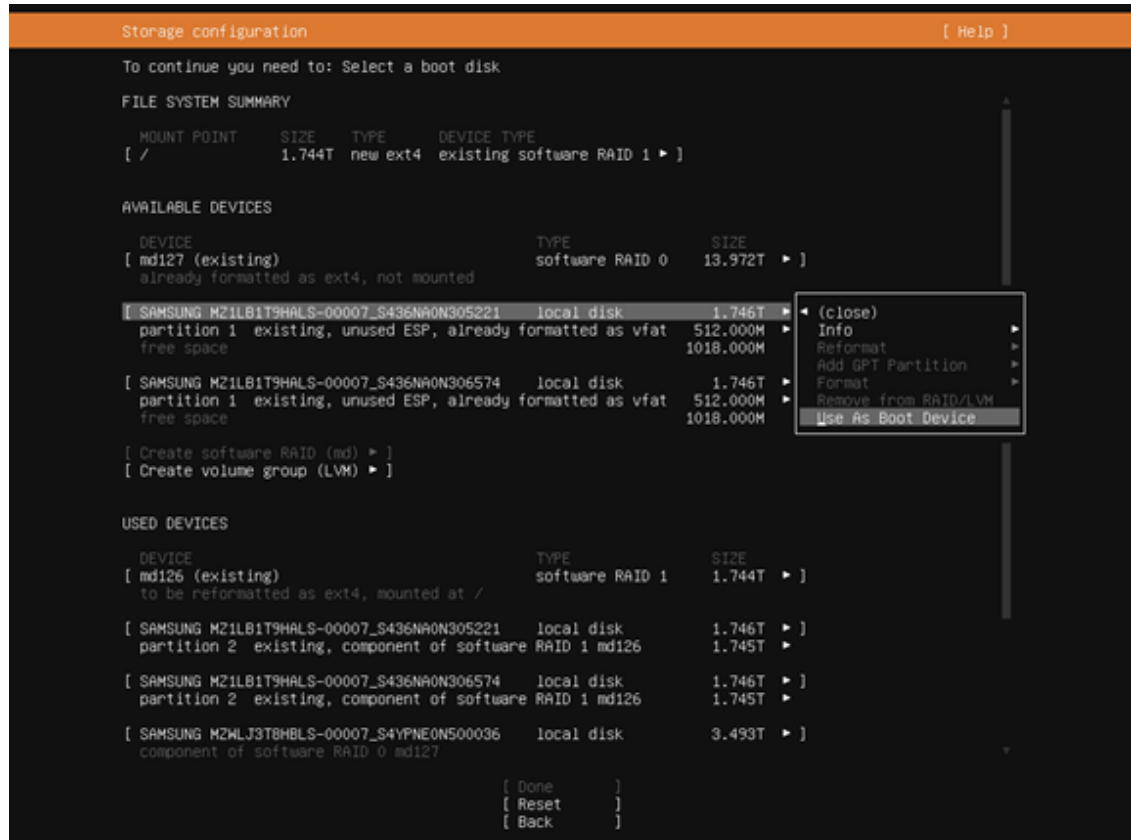 Storage configuration [ Help ]
To continue you need to: Select a boot disk
FILE SYSTEM SUMMARY
MOUNT POINT SIZE TYPE DEVICE TYPE
[ / 1.744T new ext4 existing software RAID 1 ▸ ]
AVAILABLE DEVICES
DEVICE TYPE SIZE
[ md127 (existing) software RAID 0 13.972T ▸ ]
already formatted as ext4, not mounted
[ SAMSUNG MZ1LB1T9HALS-00007_S436NA0N305221 local disk 1.746T ▸ ◂ (close)
partition 1 existing, unused ESP, already formatted as vfat 512.000M ▸ Info ▸
free space 1018.000M Reformat ▸
Add GPT Partition ▸
[ SAMSUNG MZ1LB1T9HALS-00007_S436NA0N306574 local disk 1.746T ▸ Format ▸
partition 1 existing, unused ESP, already formatted as vfat 512.000M ▸ Remove from RAID/LVM
free space 1018.000M Use As Boot Device
[ Create software RAID (md) ▸ ]
[ Create volume group (LVM) ▸ ]
USED DEVICES
DEVICE TYPE SIZE
[ md126 (existing) software RAID 1 1.744T ▸ ]
to be reformatted as ext4, mounted at /
[ SAMSUNG MZ1LB1T9HALS-00007_S436NA0N305221 local disk 1.746T ▸ ]
partition 2 existing, component of software RAID 1 md126 1.745T ▸
[ SAMSUNG MZ1LB1T9HALS-00007_S436NA0N306574 local disk 1.746T ▸ ]
partition 2 existing, component of software RAID 1 md126 1.745T ▸
[ SAMSUNG MZWLJ3T8HBLS-00007_S4YPNE0N500036 local disk 3.493T ▸ ]
component of software RAID 0 md127
[ Done ]
[ Reset ]
[ Back ]